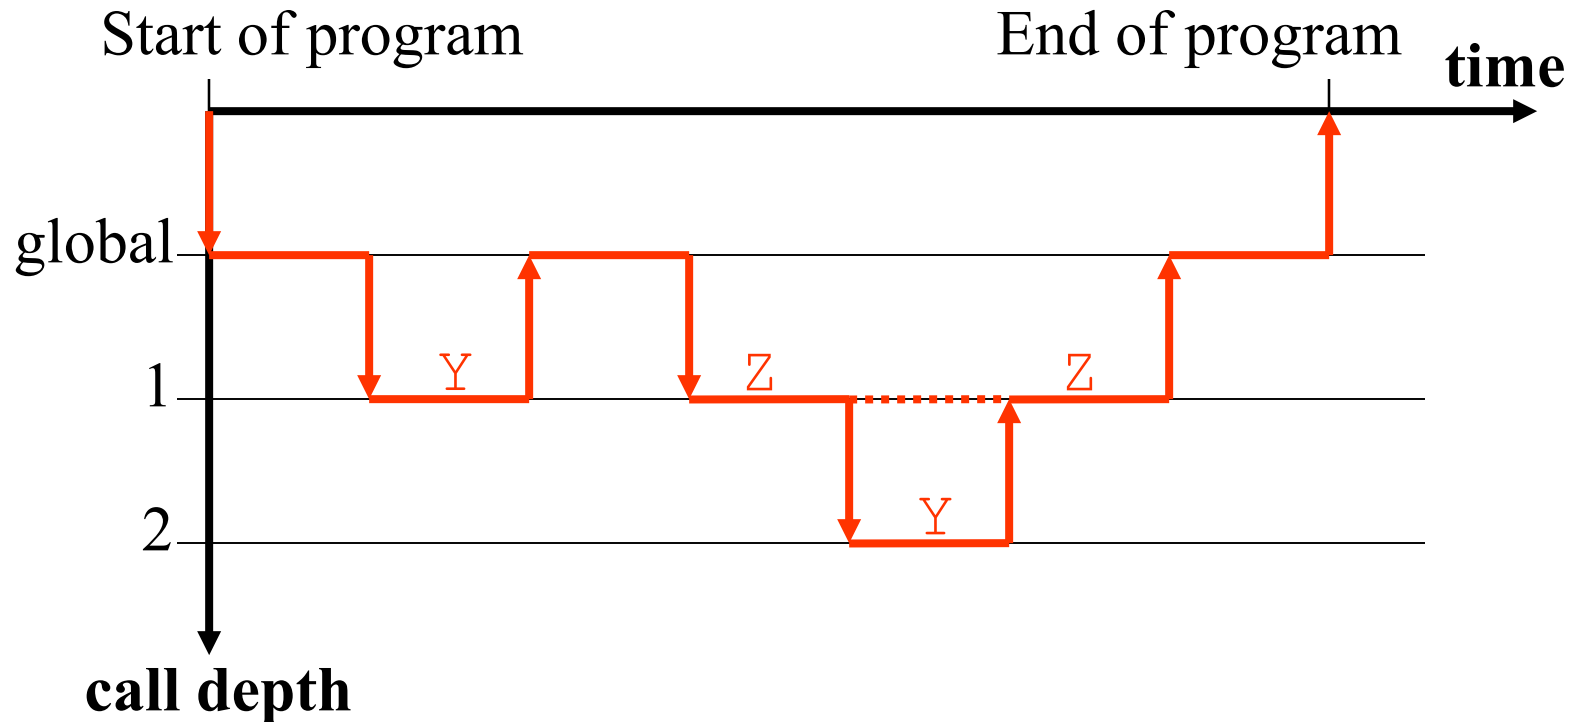 Start of program
End of program
time
global
1
Y
Z
Z
2
Y
call depth